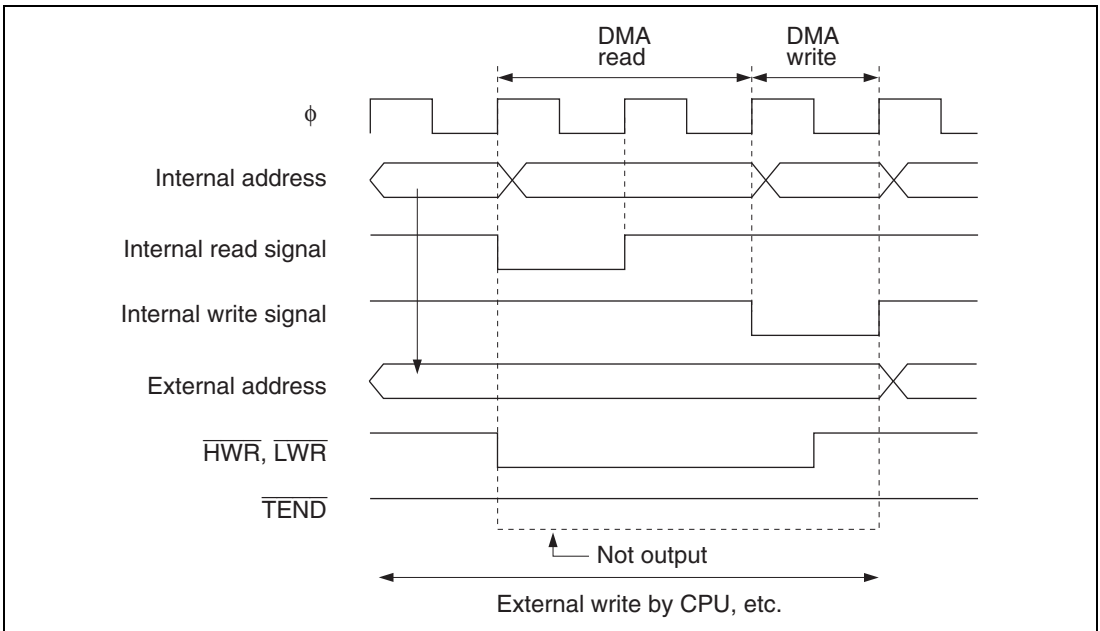 DMA read
DMA write
φ
Internal address
Internal read signal
Internal write signal
External address
HWR, LWR
TEND
Not output
External write by CPU, etc.